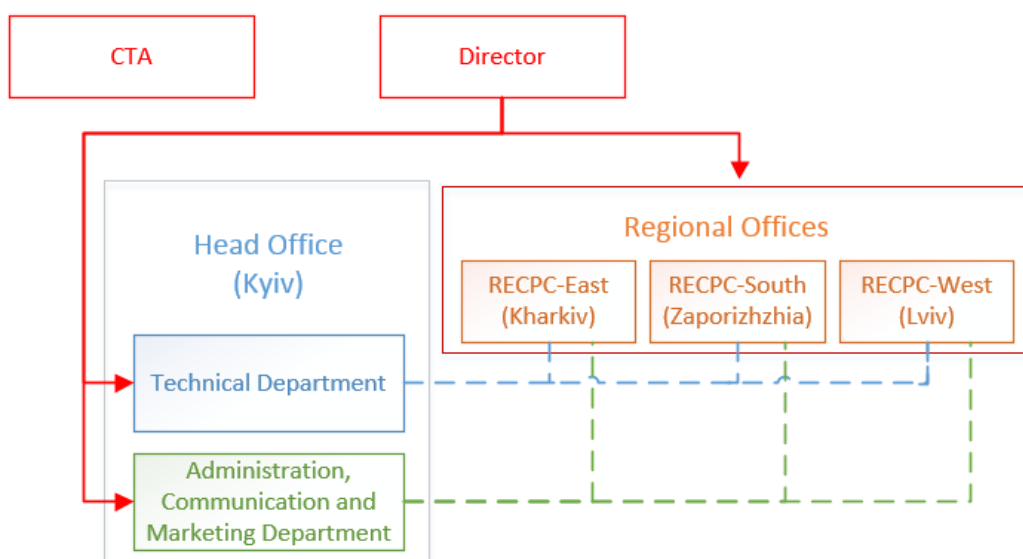 CTA
Director
Head Office
(Kyiv)
Regional Offices
RECPC-East
(Kharkiv)
RECPC-South
(Zaporizhzhia)
RECPC-West
(Lviv)
Technical Department
Administration,
Communication and
Marketing Department